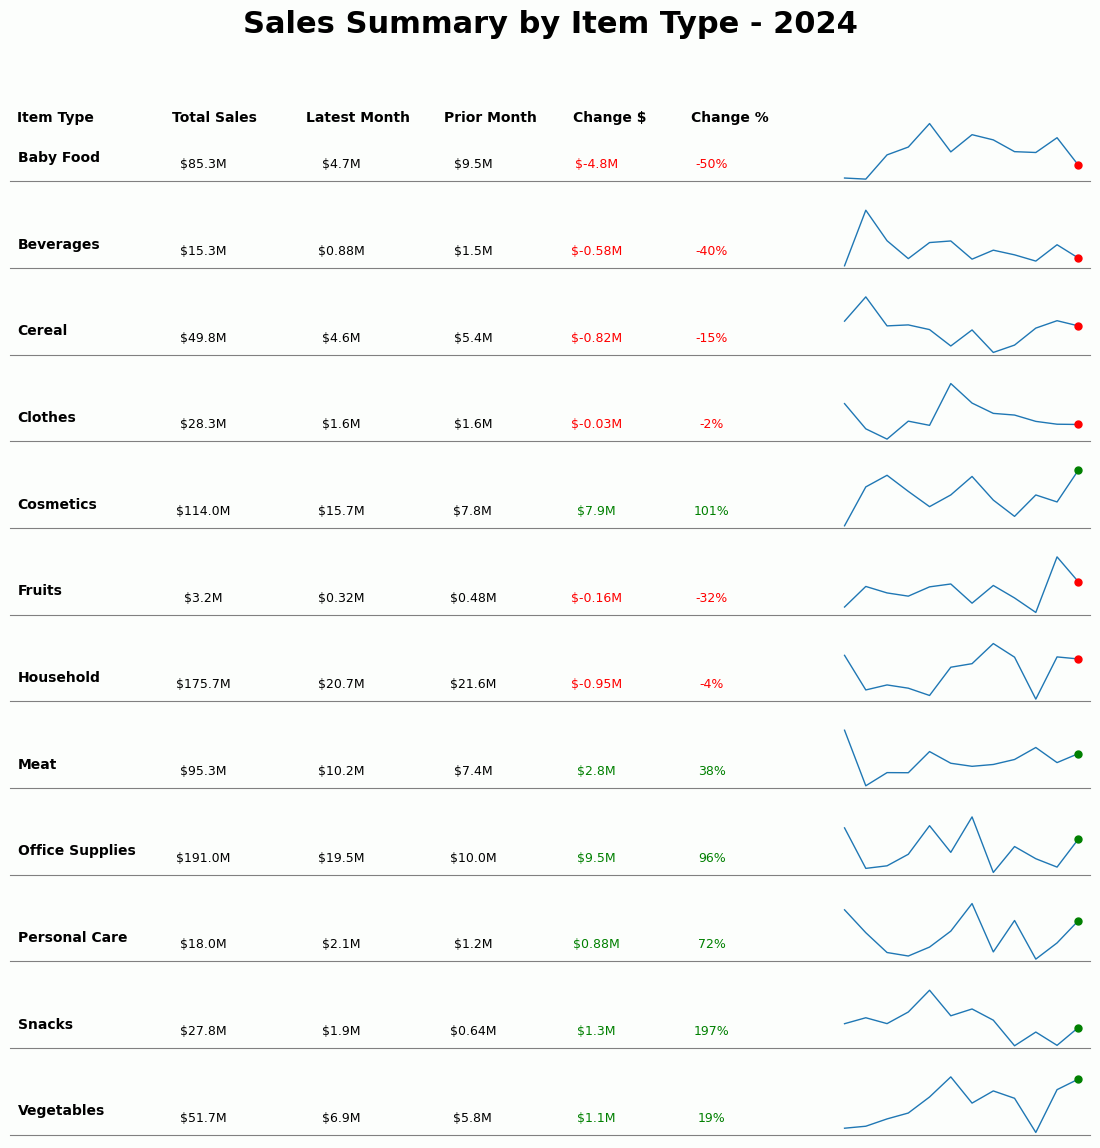 Sales Summary by Item Type - 2024
Item Type Total Sales Latest Month Prior Month Change $ Change %
Baby Food $85.3M $4.7M $9.5M $-4.8M -50%
Beverages $15.3M $0.88M $1.5M $-0.58M -40%
Cereal $49.8M $4.6M $5.4M $-0.82M -15%
Clothes $28.3M $1.6M $1.6M $-0.03M -2%
Cosmetics $114.0M $15.7M $7.8M $7.9M 101%
Fruits $3.2M $0.32M $0.48M $-0.16M -32%
Household $175.7M $20.7M $21.6M $-0.95M -4%
Meat $95.3M $10.2M $7.4M $2.8M 38%
Office Supplies $191.0M $19.5M $10.0M $9.5M 96%
Personal Care $18.0M $2.1M $1.2M $0.88M 72%
Snacks $27.8M $1.9M $0.64M $1.3M 197%
Vegetables $51.7M $6.9M $5.8M $1.1M 19%